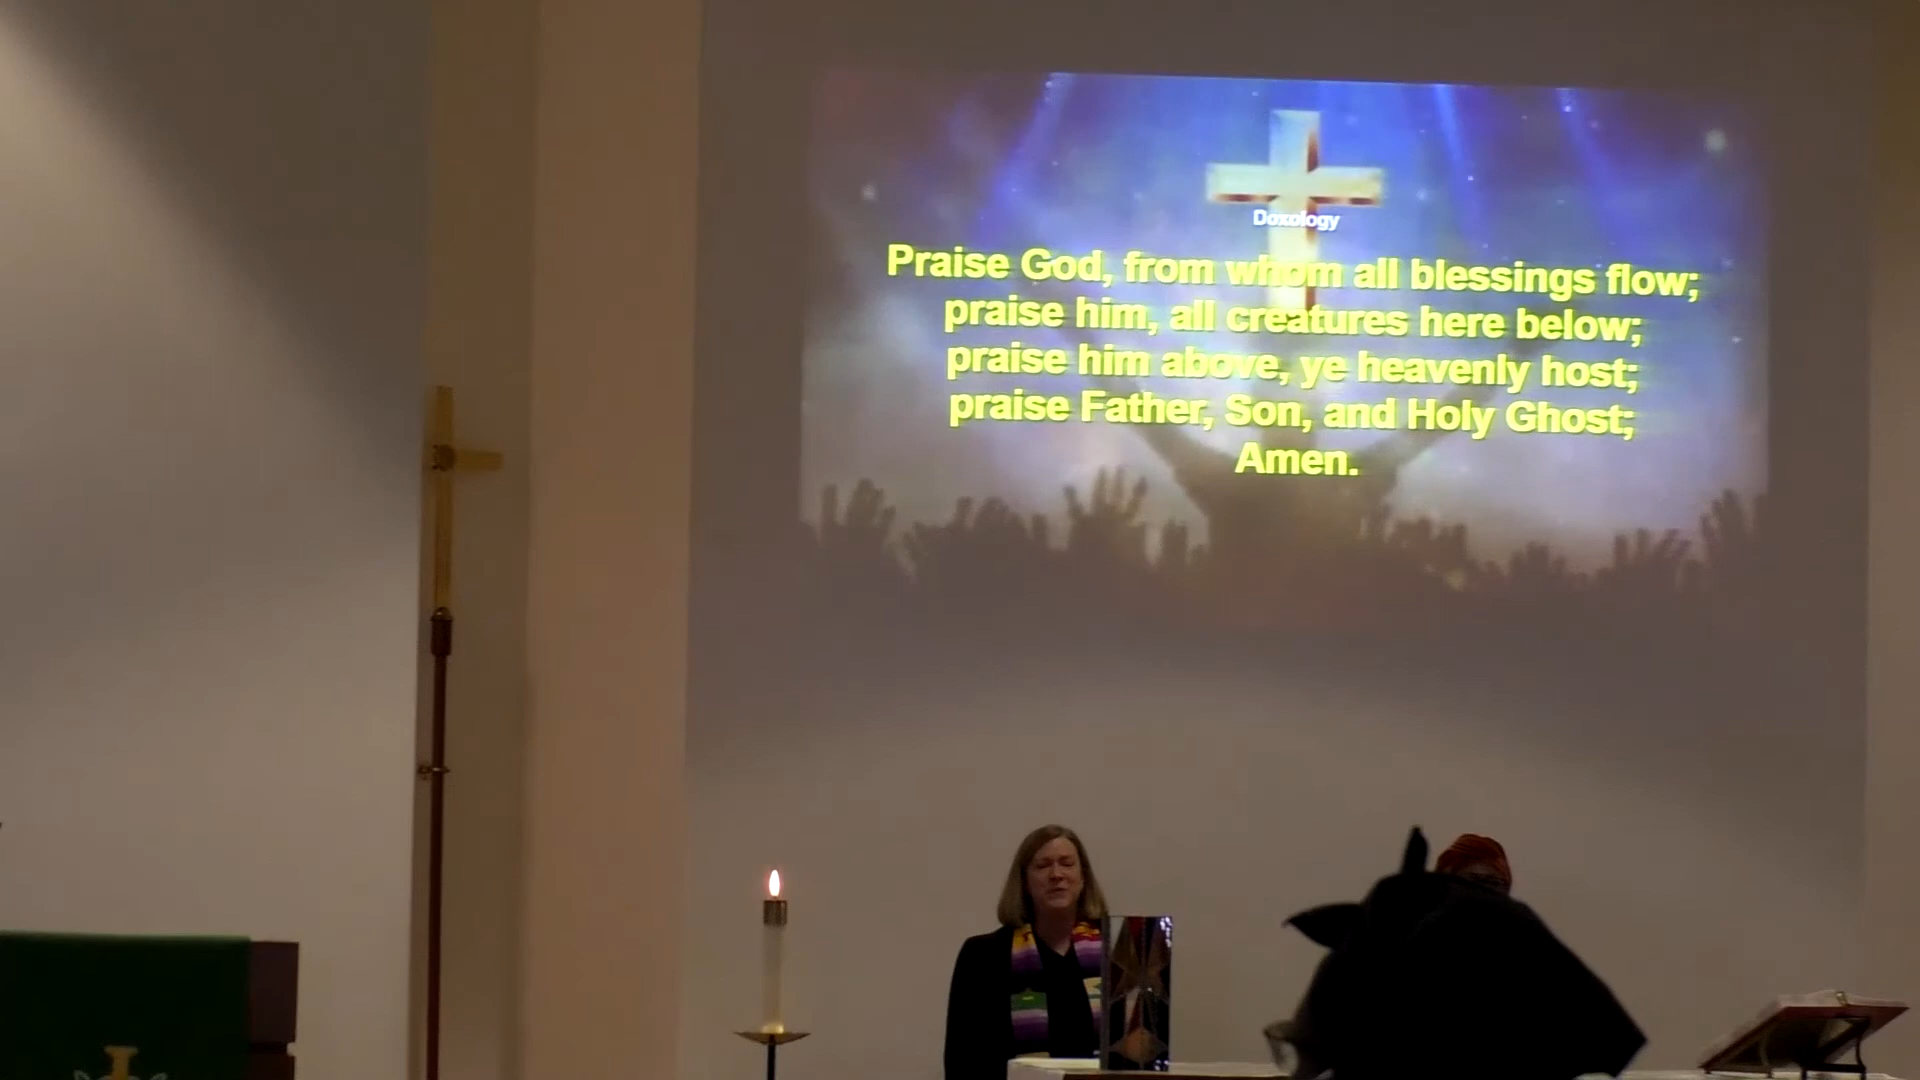 Doxology
Praise God, from whom all blessings flow;
praise him, all creatures here below;
praise him above, ye heavenly host;
praise Father, Son, and Holy Ghost;
Amen.